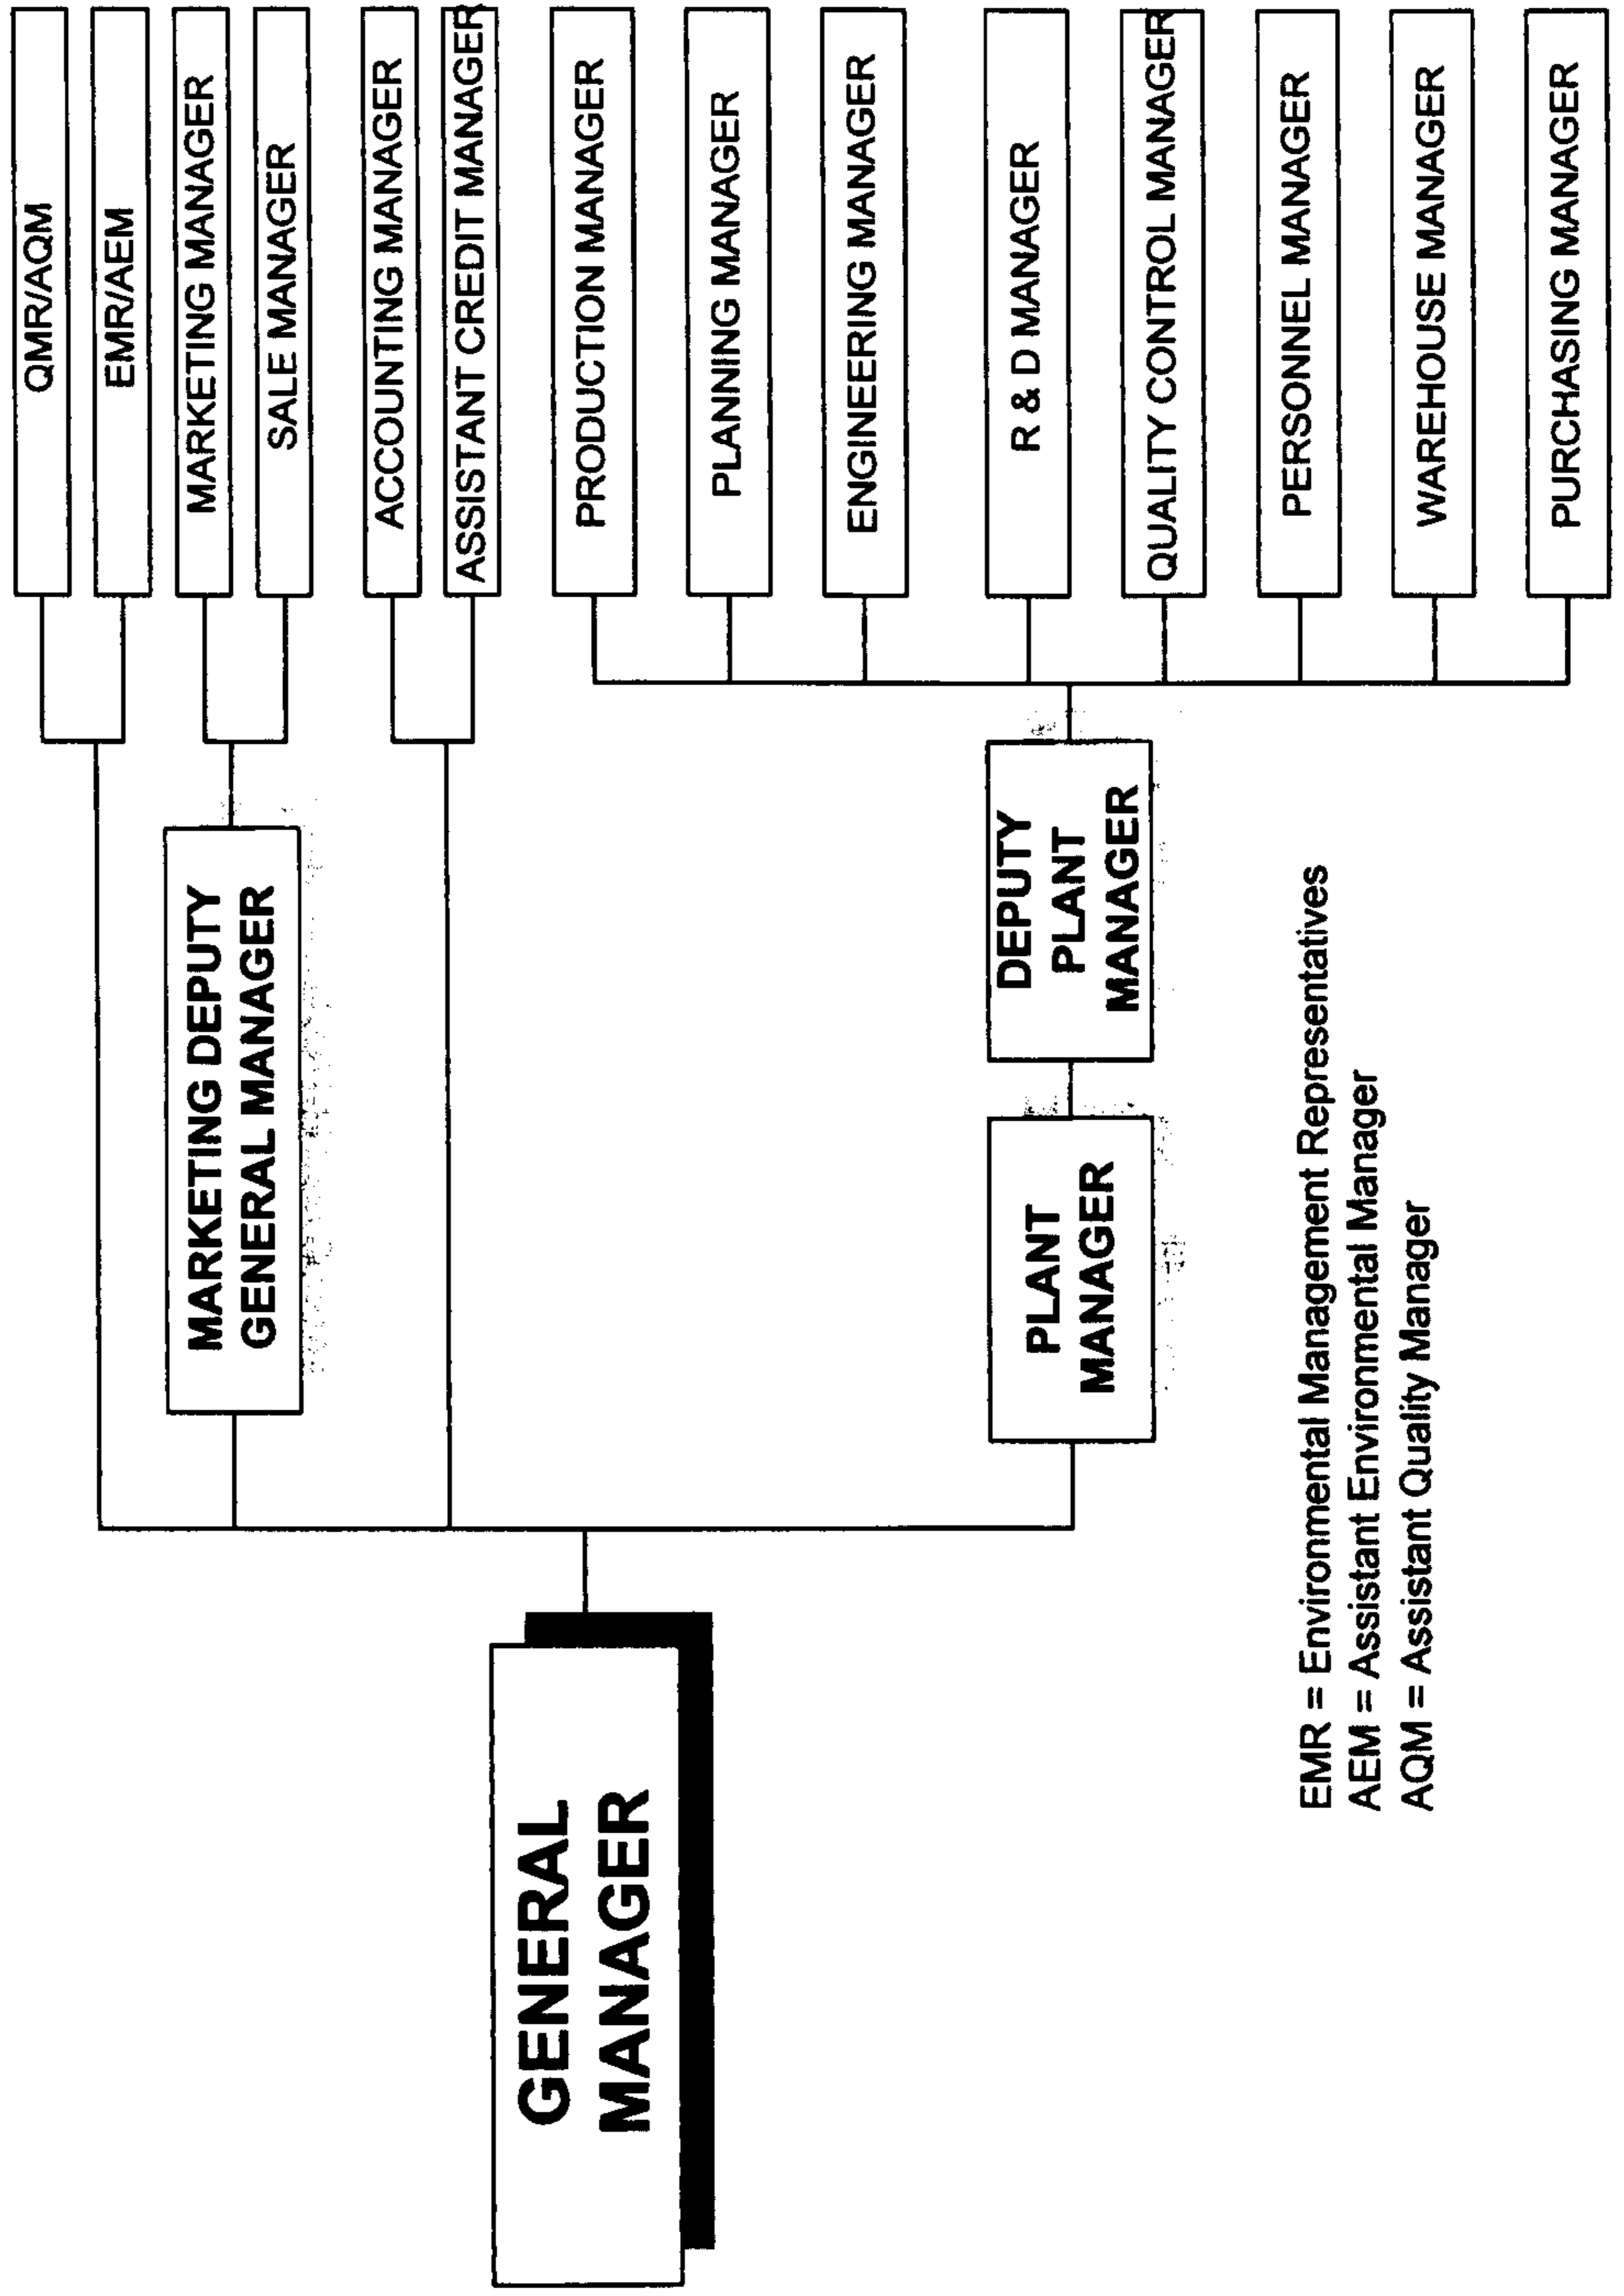 QMR/AQM
EMR/AEM
MARKETING DEPUTY
GENERAL MANAGER
MARKETING MANAGER
SALE MANAGER
ACCOUNTING MANAGER
ASSISTANT CREDIT MANAGER
GENERAL
MANAGER
PRODUCTION MANAGER
PLANNING MANAGER
ENGINEERING MANAGER
PLANT
MANAGER
DEPUTY
PLANT
MANAGER
R & D MANAGER
QUALITY CONTROL MANAGER
PERSONNEL MANAGER
WAREHOUSE MANAGER
PURCHASING MANAGER
EMR = Environmental Management Representatives
AEM = Assistant Environmental Manager
AQM = Assistant Quality Manager